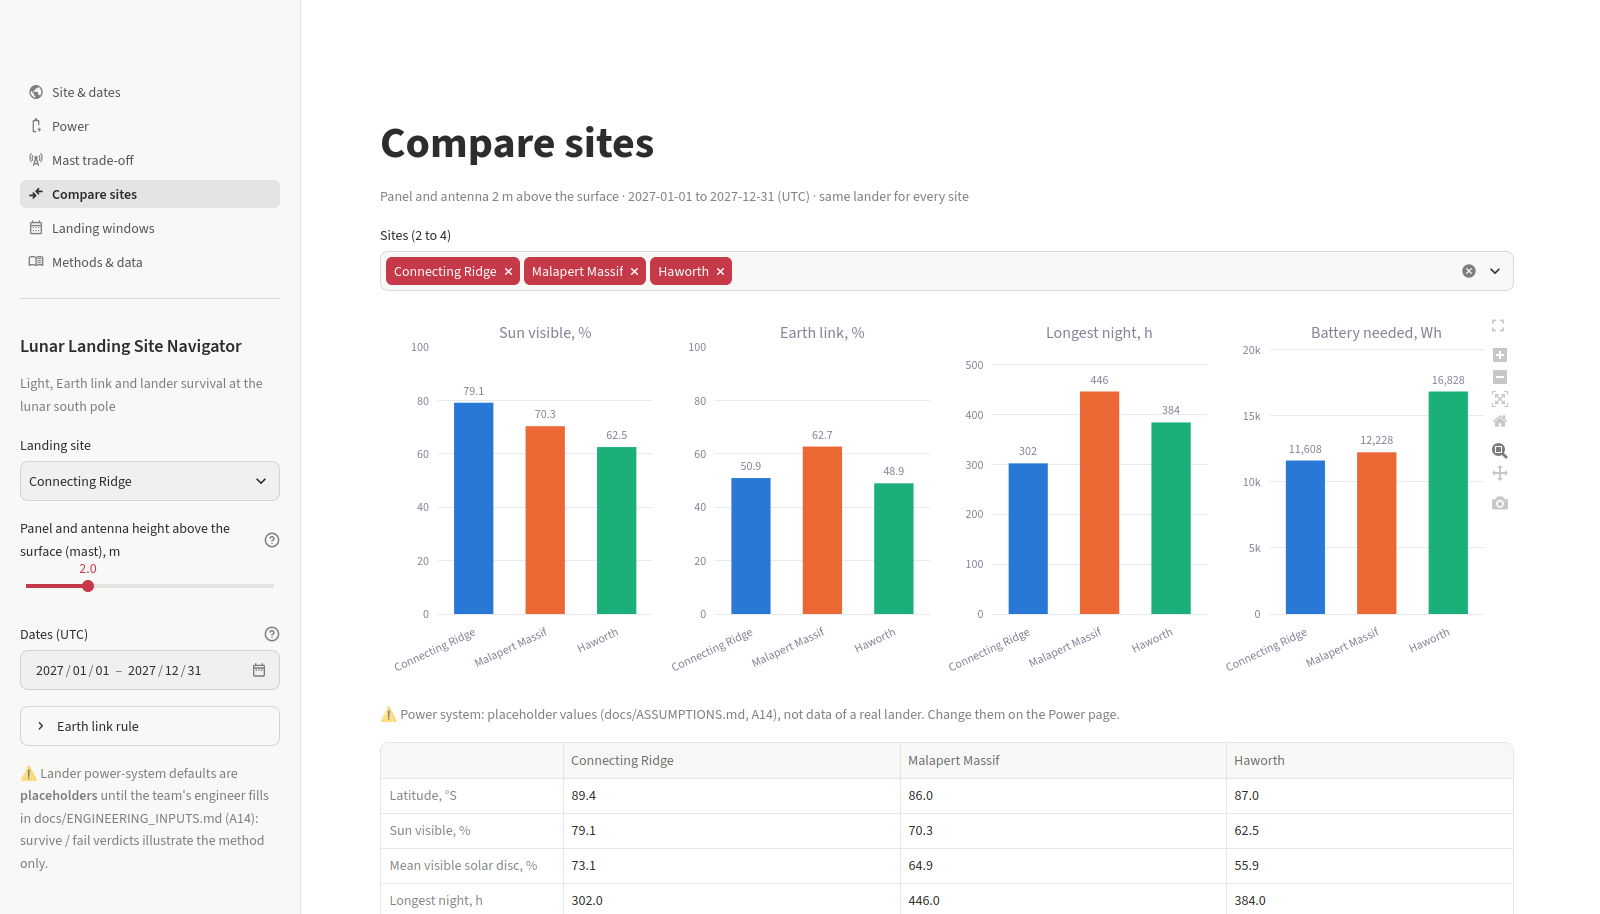 Site & dates
Power
Mast trade-off
Compare sites
Landing windows
Methods & data
Lunar Landing Site Navigator
Light, Earth link and lander survival at the
lunar south pole
Landing site
Connecting Ridge
Panel and antenna height above the
surface (mast), m
2.0
Dates (UTC)
2027 / 01 / 01 – 2027 / 12 / 31
Earth link rule
⚠️ Lander power-system defaults are
placeholders until the team's engineer fills
in docs/ENGINEERING_INPUTS.md (A14):
survive / fail verdicts illustrate the method
only.
Compare sites
Panel and antenna 2 m above the surface · 2027-01-01 to 2027-12-31 (UTC) · same lander for every site
Sites (2 to 4)
Connecting Ridge Malapert Massif Haworth
Sun visible, %
100
80
60
40
20
0
79.1
70.3
62.5
Connecting Ridge
Malapert Massif
Haworth
Earth link, %
100
80
60
40
20
0
50.9
62.7
48.9
Connecting Ridge
Malapert Massif
Haworth
Longest night, h
500
400
300
200
100
0
302
446
384
Connecting Ridge
Malapert Massif
Haworth
Battery needed, Wh
20k
15k
10k
5k
0
11,608
12,228
16,828
Connecting Ridge
Malapert Massif
Haworth
⚠️ Power system: placeholder values (docs/ASSUMPTIONS.md, A14), not data of a real lander. Change them on the Power page.
Connecting Ridge Malapert Massif Haworth
Latitude, °S 89.4 86.0 87.0
Sun visible, % 79.1 70.3 62.5
Mean visible solar disc, % 73.1 64.9 55.9
Longest night, h 302.0 446.0 384.0